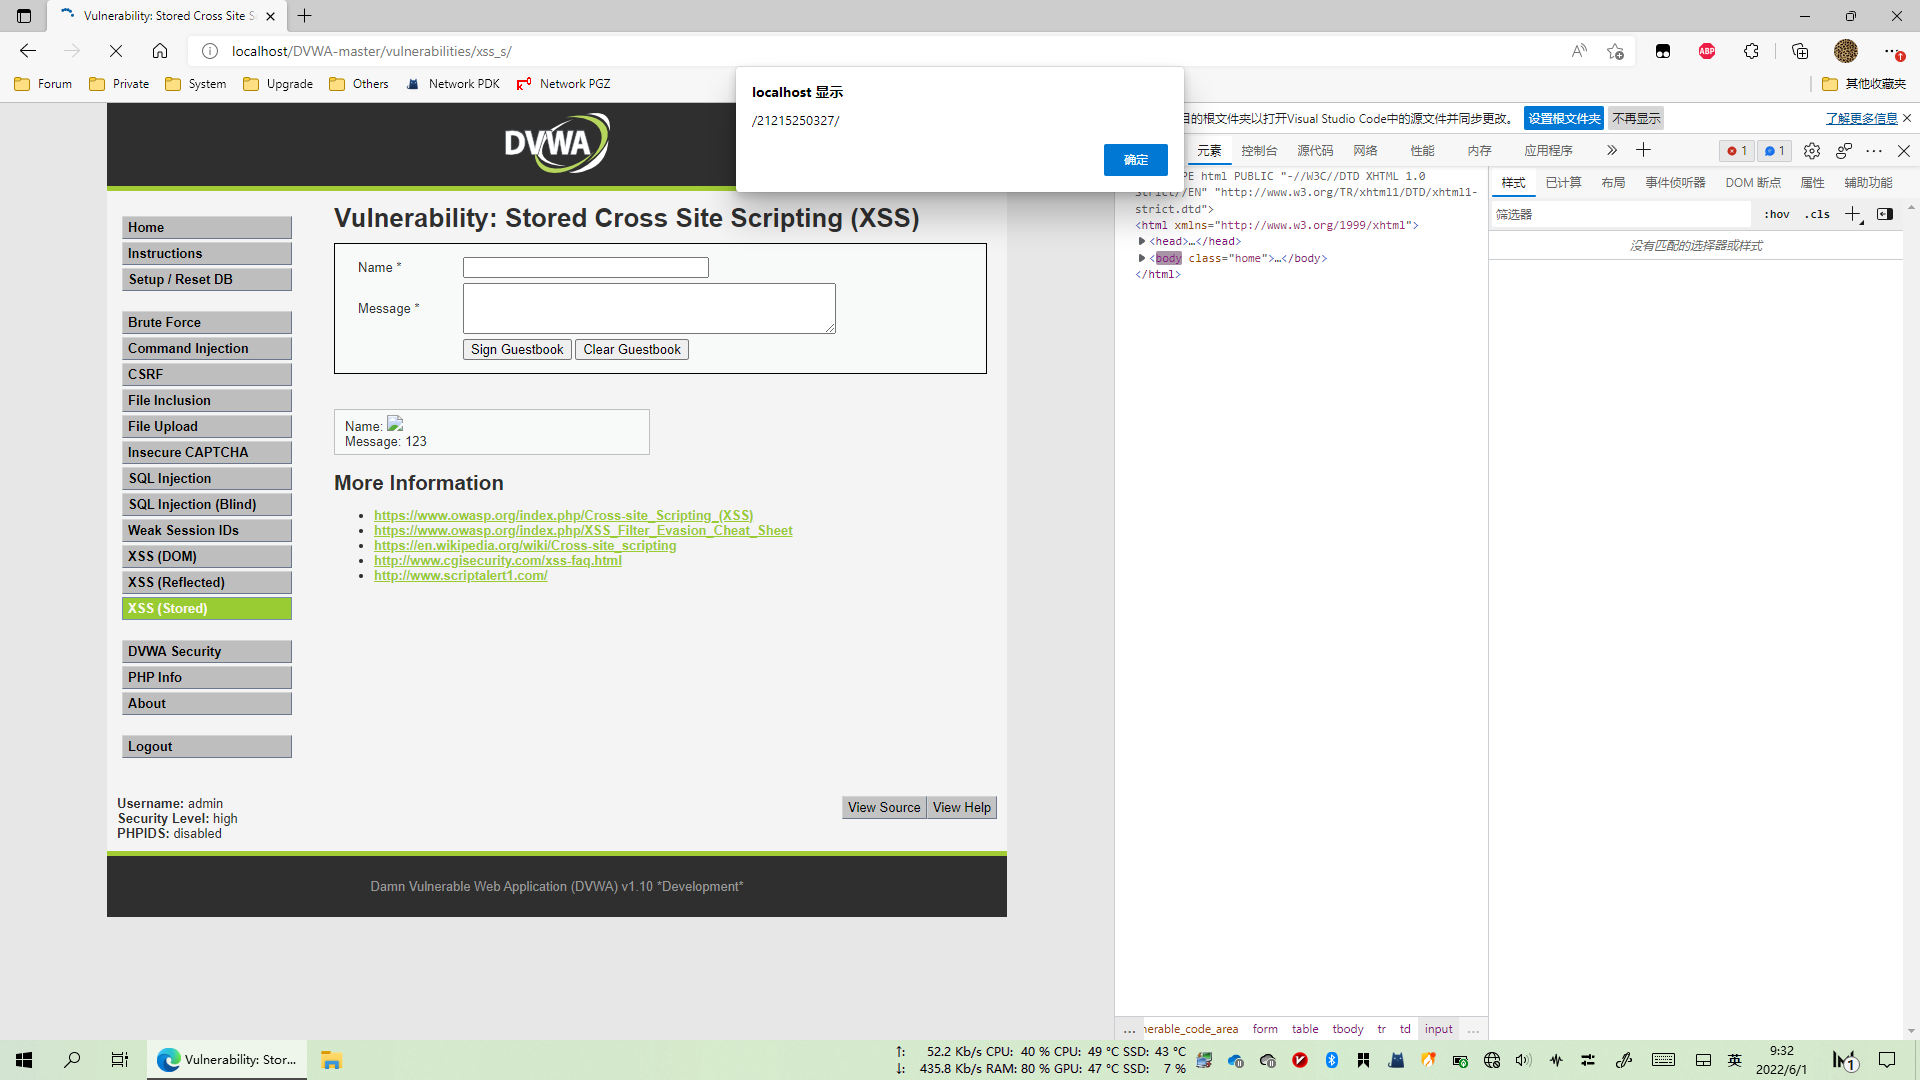 Vulnerability: Stored Cross Site S
localhost/DVWA-master/vulnerabilities/xss_s/
ABP
Forum
Private
System
Upgrade
Others
Network PDK
Network PGZ
其他收藏夹
localhost 显示
/21215250327/
确定
的根文件夹以打开Visual Studio Code中的源文件并同步更改。
设置根文件夹
不再显示
了解更多信息
元素
控制台
源代码
网络
性能
内存
应用程序
1
1
PE html PUBLIC "-//W3C//DTD XHTML 1.0
Strict//EN" "http://www.w3.org/TR/xhtml1/DTD/xhtml1-
strict.dtd">
<html xmlns="http://www.w3.org/1999/xhtml">
<head>…</head>
<body class="home">…</body>
</html>
样式
已计算
布局
事件侦听器
DOM 断点
属性
辅助功能
筛选器
:hov
.cls
没有匹配的选择器或样式
DVWA
Home
Instructions
Setup / Reset DB
Brute Force
Command Injection
CSRF
File Inclusion
File Upload
Insecure CAPTCHA
SQL Injection
SQL Injection (Blind)
Weak Session IDs
XSS (DOM)
XSS (Reflected)
XSS (Stored)
DVWA Security
PHP Info
About
Logout
Vulnerability: Stored Cross Site Scripting (XSS)
Name *
Message *
Sign Guestbook
Clear Guestbook
Name:
Message: 123
More Information
https://www.owasp.org/index.php/Cross-site_Scripting_(XSS)
https://www.owasp.org/index.php/XSS_Filter_Evasion_Cheat_Sheet
https://en.wikipedia.org/wiki/Cross-site_scripting
http://www.cgisecurity.com/xss-faq.html
http://www.scriptalert1.com/
Username: admin
Security Level: high
PHPIDS: disabled
View Source
View Help
Damn Vulnerable Web Application (DVWA) v1.10 *Development*
... nerable_code_area form table tbody tr td input ...
Vulnerability: Stor...
↑: 52.2 Kb/s CPU: 40 % CPU: 49 °C SSD: 43 °C
↓: 435.8 Kb/s RAM: 80 % GPU: 47 °C SSD: 7 %
英
9:32
2022/6/1
1